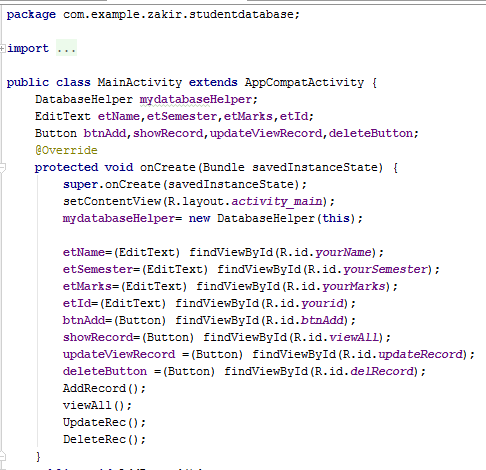 package com.example.zakir.studentdatabase;
import ...
public class MainActivity extends AppCompatActivity {
DatabaseHelper mydatabaseHelper;
EditText etName,etSemester,etMarks,etId;
Button btnAdd,showRecord,updateViewRecord,deleteButton;
@Override
protected void onCreate(Bundle savedInstanceState) {
super.onCreate(savedInstanceState);
setContentView(R.layout.activity_main);
mydatabaseHelper= new DatabaseHelper(this);
etName=(EditText) findViewById(R.id.yourName);
etSemester=(EditText) findViewById(R.id.yourSemester);
etMarks=(EditText) findViewById(R.id.yourMarks);
etId=(EditText) findViewById(R.id.yourid);
btnAdd=(Button) findViewById(R.id.btnAdd);
showRecord=(Button) findViewById(R.id.viewAll);
updateViewRecord =(Button) findViewById(R.id.updateRecord);
deleteButton =(Button) findViewById(R.id.delRecord);
AddRecord();
viewAll();
UpdateRec();
DeleteRec();
}